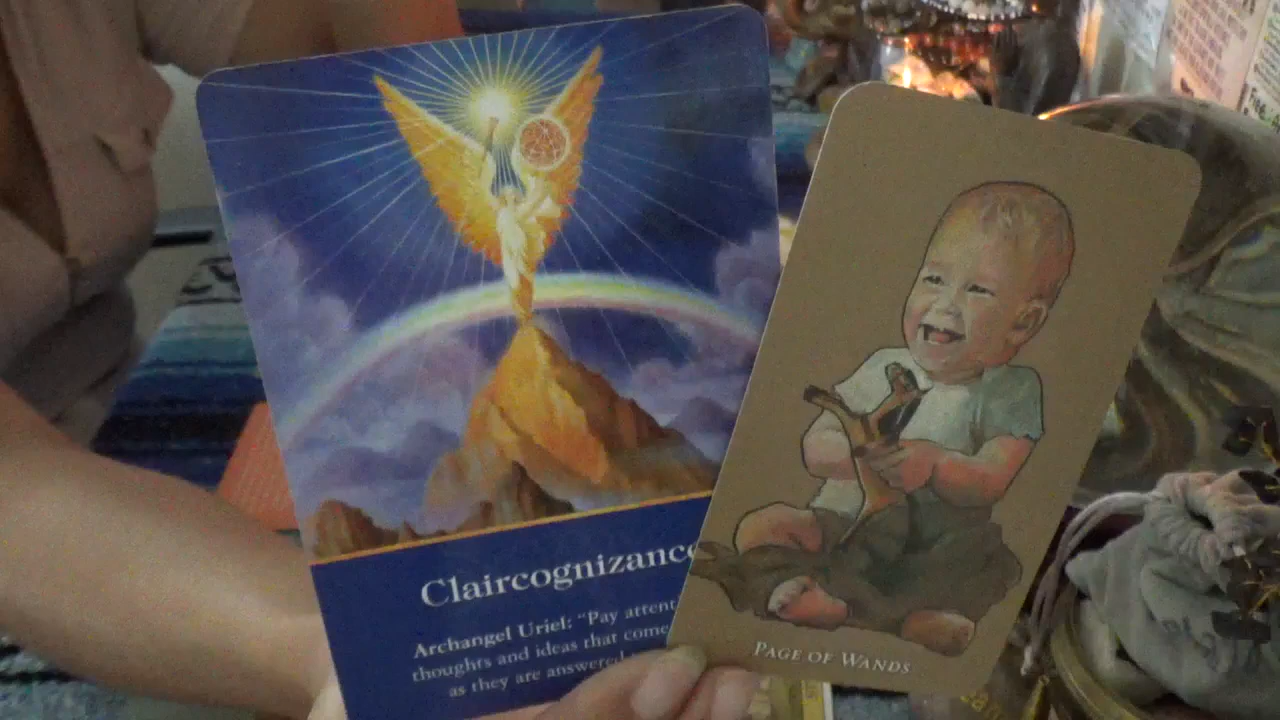 Claircognizance
Archangel Uriel: "Pay attent
thoughts and ideas that come
as they are answered
PAGE OF WANDS